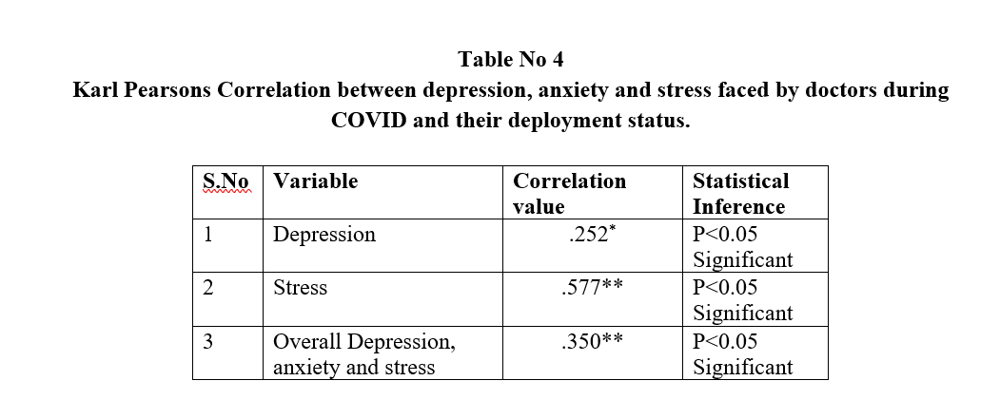 Table No 4
Karl Pearsons Correlation between depression, anxiety and stress faced by doctors during
COVID and their deployment status.
S.No Variable Correlation value Statistical Inference
1 Depression .252* P<0.05 Significant
2 Stress .577** P<0.05 Significant
3 Overall Depression, anxiety and stress .350** P<0.05 Significant